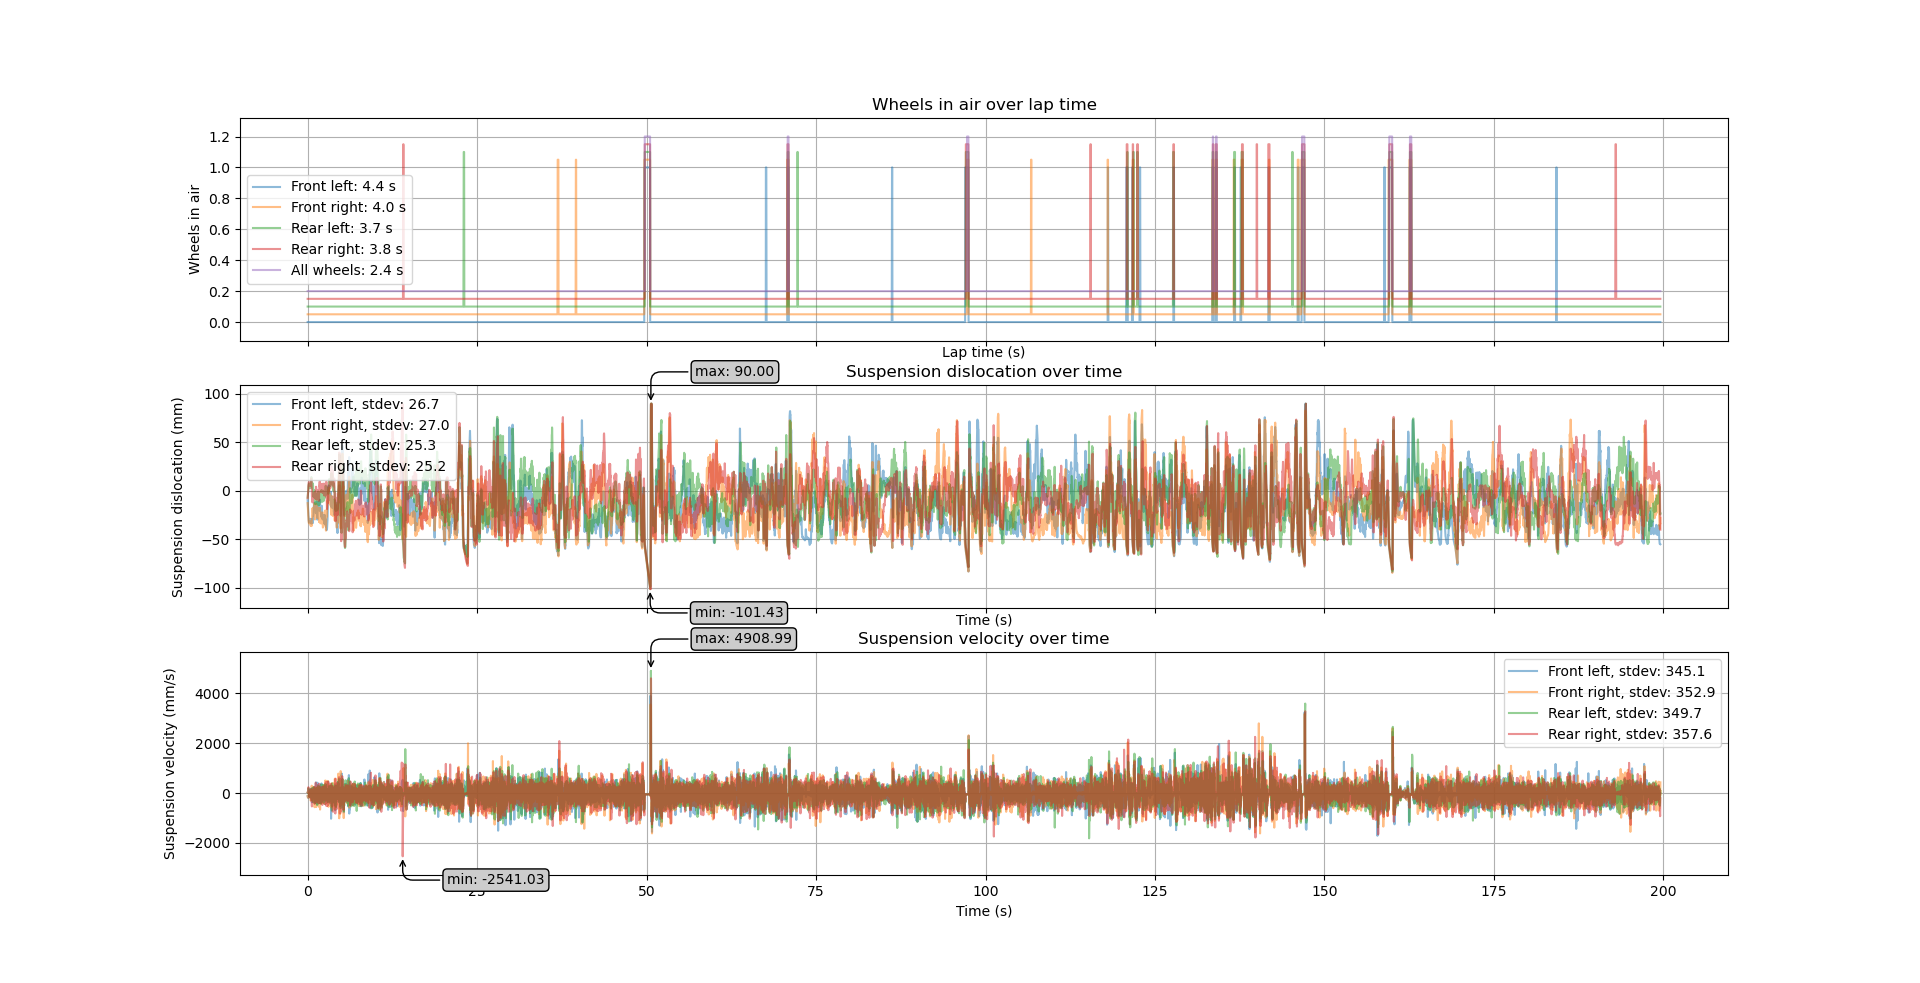 Wheels in air over lap time
Wheels in air
1.2
1.0
0.8
0.6
0.4
0.2
0.0
Front left: 4.4 s
Front right: 4.0 s
Rear left: 3.7 s
Rear right: 3.8 s
All wheels: 2.4 s
Lap time (s)
max: 90.00
Suspension dislocation over time
Suspension dislocation (mm)
100
50
0
−50
−100
Front left, stdev: 26.7
Front right, stdev: 27.0
Rear left, stdev: 25.3
Rear right, stdev: 25.2
min: -101.43
Time (s)
max: 4908.99
Suspension velocity over time
Suspension velocity (mm/s)
4000
2000
0
−2000
Front left, stdev: 345.1
Front right, stdev: 352.9
Rear left, stdev: 349.7
Rear right, stdev: 357.6
min: -2541.03
0 25 50 75 100 125 150 175 200
Time (s)